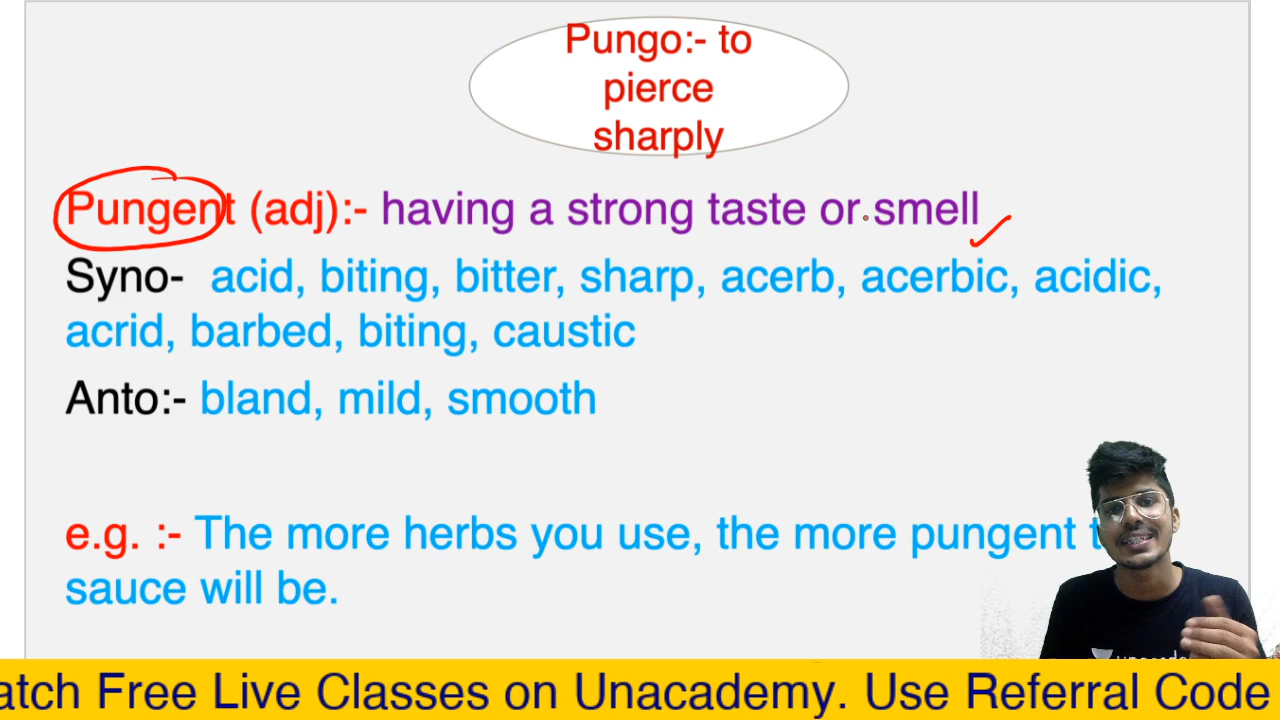 Pungo:- to
pierce
sharply
Pungent (adj):- having a strong taste or smell
Syno- acid, biting, bitter, sharp, acerb, acerbic, acidic,
acrid, barbed, biting, caustic
Anto:- bland, mild, smooth
e.g. :- The more herbs you use, the more pungent
sauce will be.
atch Free Live Classes on Unacademy. Use Referral Code